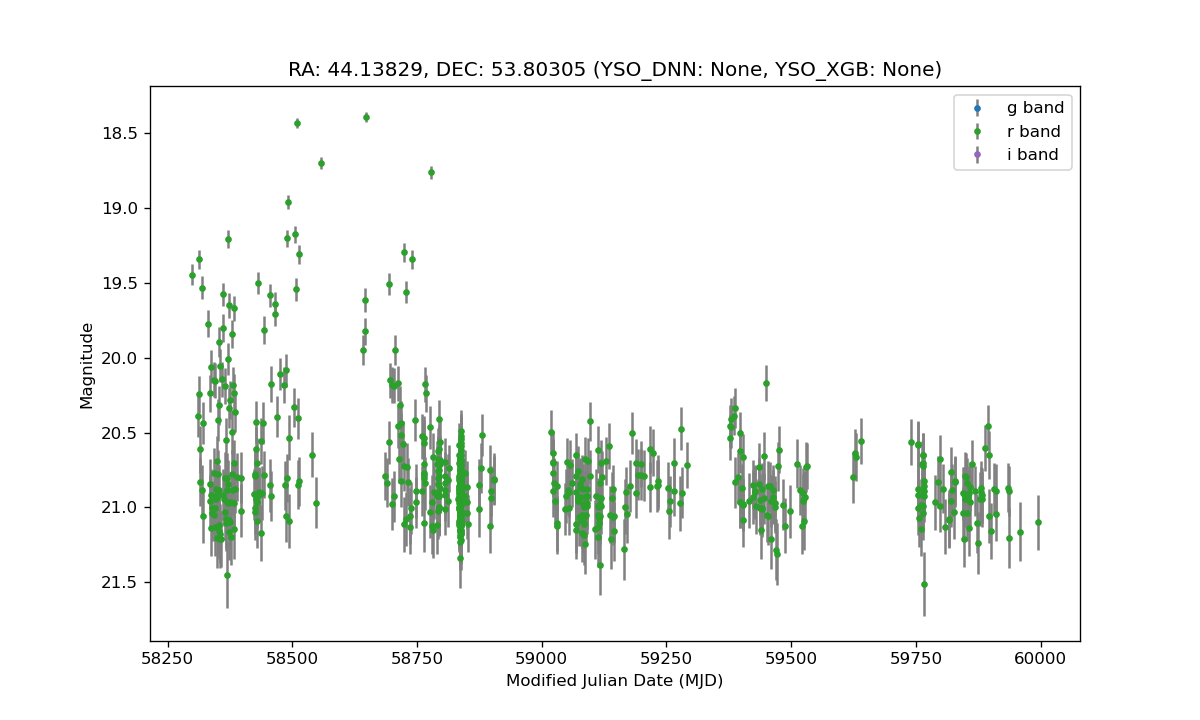 RA: 44.13829, DEC: 53.80305 (YSO_DNN: None, YSO_XGB: None)
g band
r band
i band
18.5
19.0
19.5
20.0
20.5
21.0
21.5
Magnitude
58250 58500 58750 59000 59250 59500 59750 60000
Modified Julian Date (MJD)